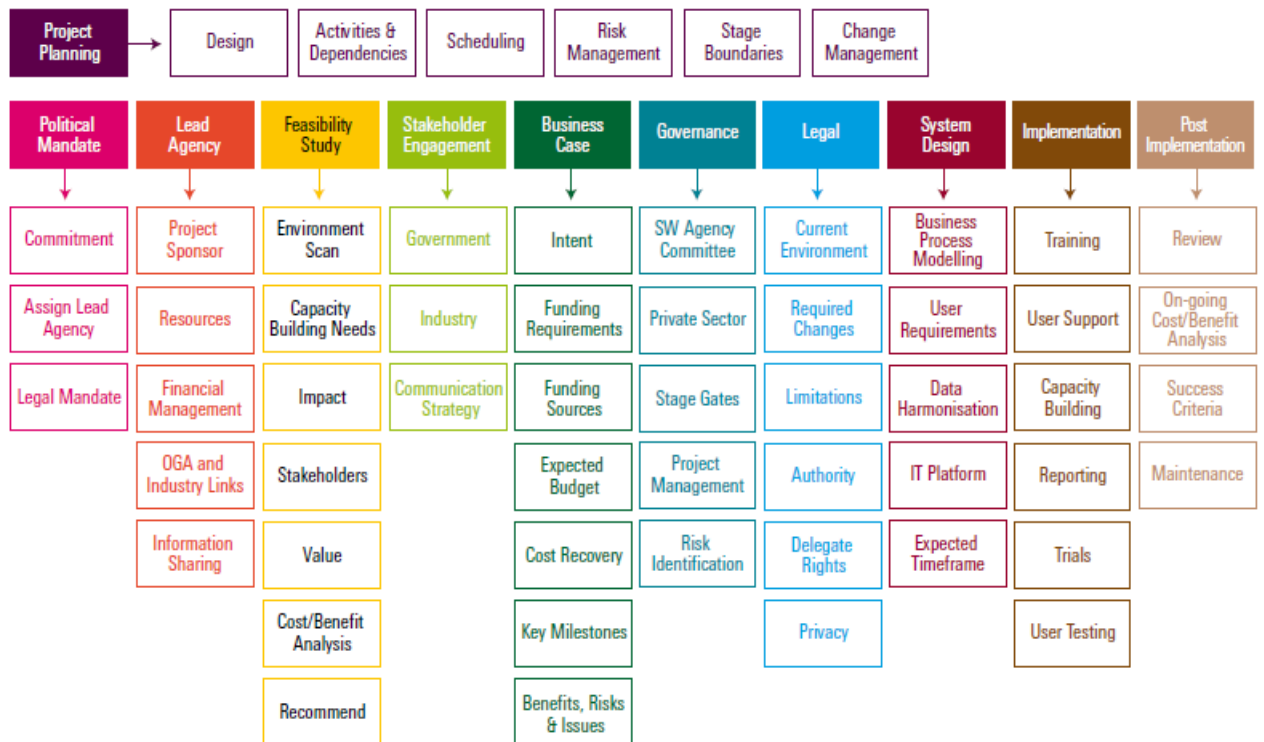 Project
Planning
Design
Activities &
Dependencies
Scheduling
Risk
Management
Stage
Boundaries
Change
Management
Political
Mandate
Commitment
Assign Lead
Agency
Legal Mandate
Lead
Agency
Project
Sponsor
Resources
Financial
Management
OGA and
Industry Links
Information
Sharing
Feasibility
Study
Environment
Scan
Capacity
Building Needs
Impact
Stakeholders
Value
Cost/Benefit
Analysis
Recommend
Stakeholder
Engagement
Government
Industry
Communication
Strategy
Business
Case
Intent
Funding
Requirements
Funding
Sources
Expected
Budget
Cost Recovery
Key Milestones
Benefits, Risks
& Issues
Governance
SW Agency
Committee
Private Sector
Stage Gates
Project
Management
Risk
Identification
Legal
Current
Environment
Required
Changes
Limitations
Authority
Delegate
Rights
Privacy
System
Design
Business
Process
Modelling
User
Requirements
Data
Harmonisation
IT Platform
Expected
Timeframe
Implementation
Training
User Support
Capacity
Building
Reporting
Trials
User Testing
Post
Implementation
Review
On-going
Cost/Benefit
Analysis
Success
Criteria
Maintenance